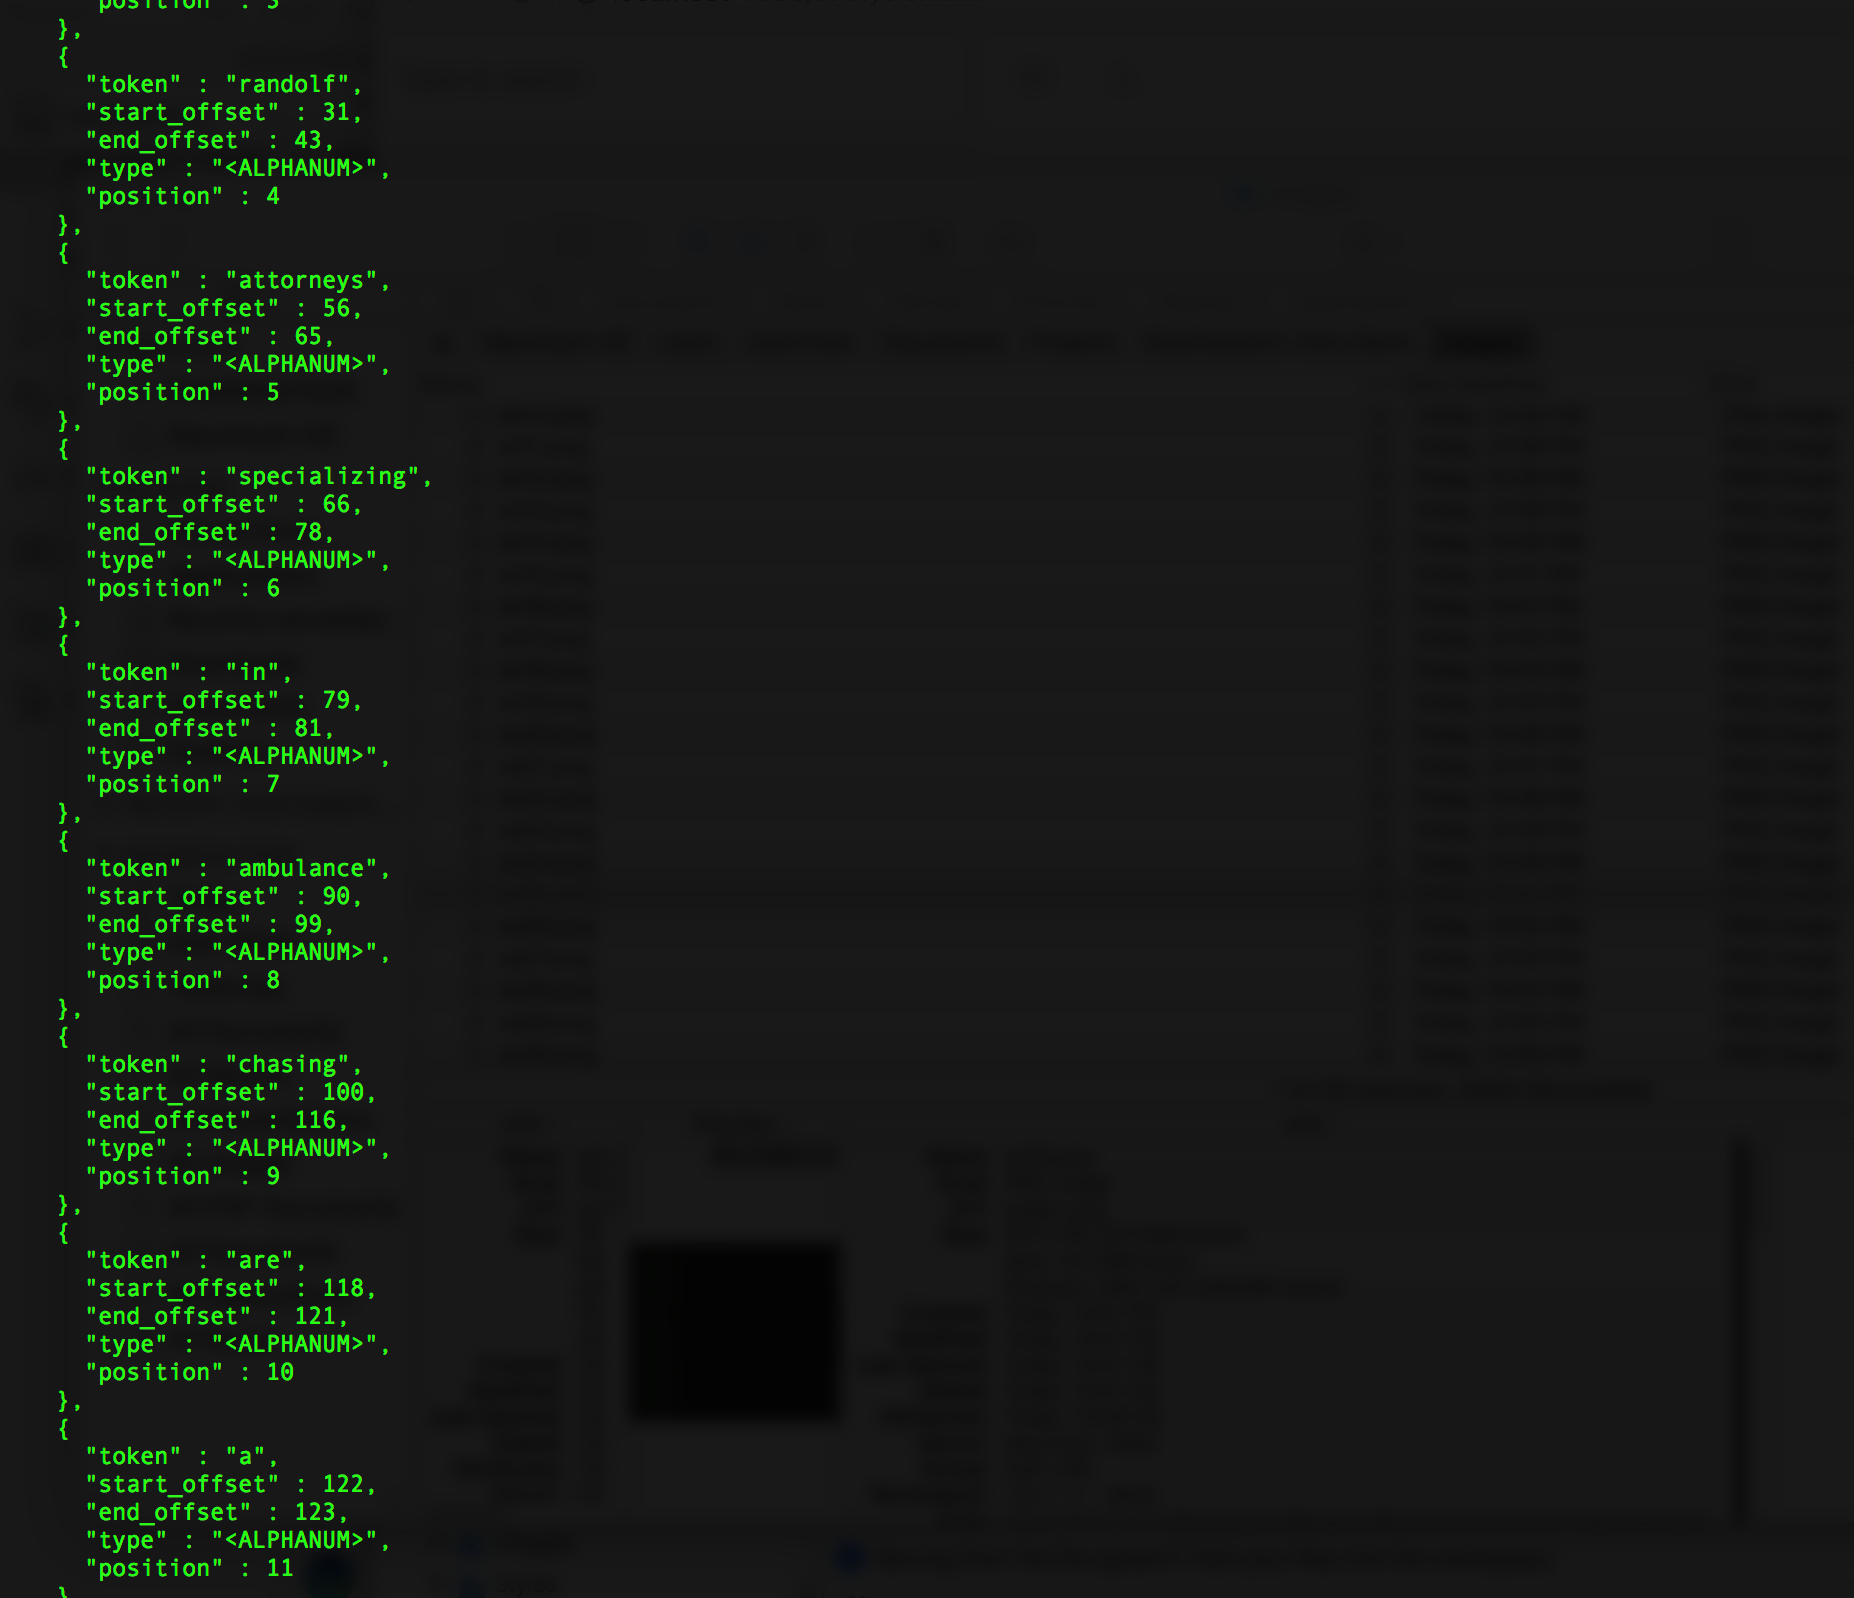 "position" : 3
},
{
"token" : "randolf",
"start_offset" : 31,
"end_offset" : 43,
"type" : "<ALPHANUM>",
"position" : 4
},
{
"token" : "attorneys",
"start_offset" : 56,
"end_offset" : 65,
"type" : "<ALPHANUM>",
"position" : 5
},
{
"token" : "specializing",
"start_offset" : 66,
"end_offset" : 78,
"type" : "<ALPHANUM>",
"position" : 6
},
{
"token" : "in",
"start_offset" : 79,
"end_offset" : 81,
"type" : "<ALPHANUM>",
"position" : 7
},
{
"token" : "ambulance",
"start_offset" : 90,
"end_offset" : 99,
"type" : "<ALPHANUM>",
"position" : 8
},
{
"token" : "chasing",
"start_offset" : 100,
"end_offset" : 116,
"type" : "<ALPHANUM>",
"position" : 9
},
{
"token" : "are",
"start_offset" : 118,
"end_offset" : 121,
"type" : "<ALPHANUM>",
"position" : 10
},
{
"token" : "a",
"start_offset" : 122,
"end_offset" : 123,
"type" : "<ALPHANUM>",
"position" : 11
}